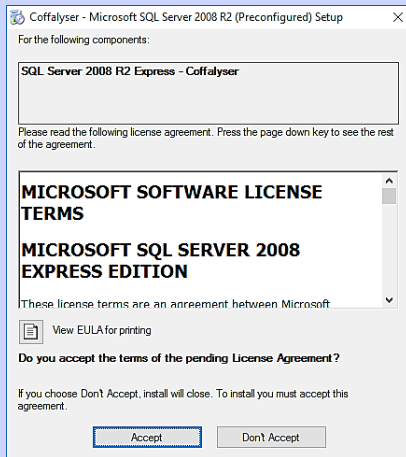 Coffalyser - Microsoft SQL Server 2008 R2 (Preconfigured) Setup
For the following components:
SQL Server 2008 R2 Express - Coffalyser
Please read the following license agreement. Press the page down key to see the rest
of the agreement.
MICROSOFT SOFTWARE LICENSE
TERMS
MICROSOFT SQL SERVER 2008
EXPRESS EDITION
These license terms are an agreement between Microsoft
View EULA for printing
Do you accept the terms of the pending License Agreement?
If you choose Don't Accept, install will close. To install you must accept this
agreement.
Accept
Don't Accept